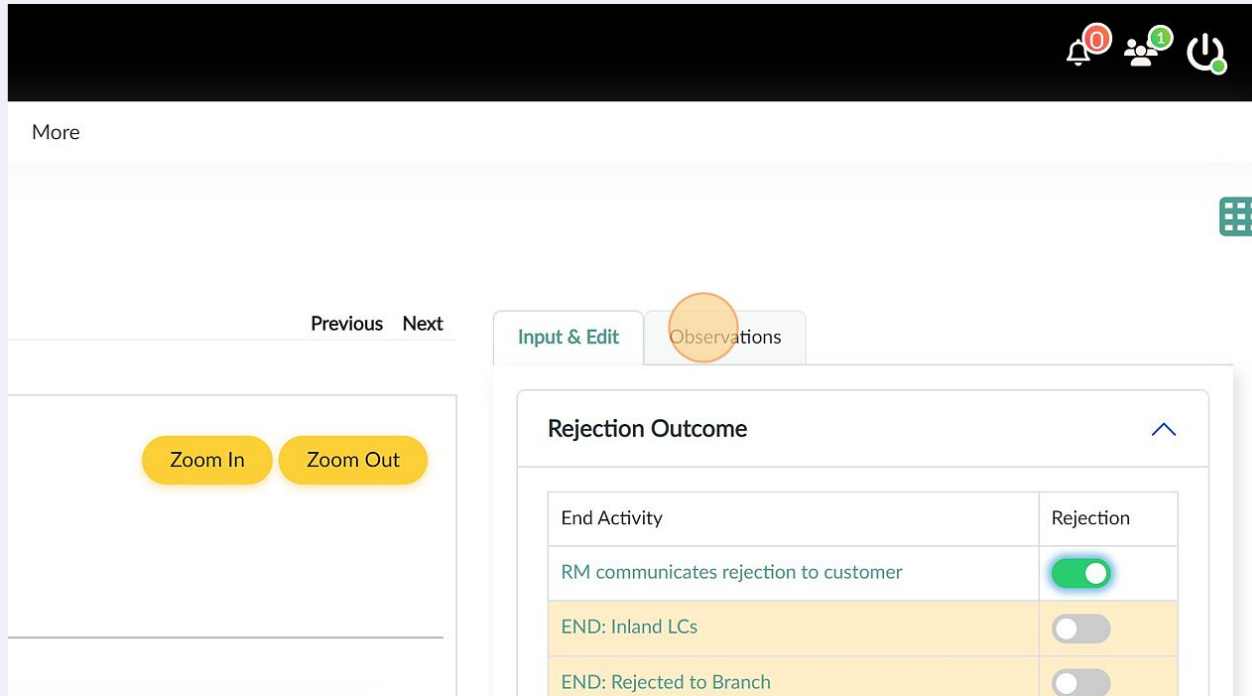 0
1
More
Previous Next
Input & Edit
Observations
Rejection Outcome
Zoom In
Zoom Out
End Activity
Rejection
RM communicates rejection to customer
END: Inland LCs
END: Rejected to Branch